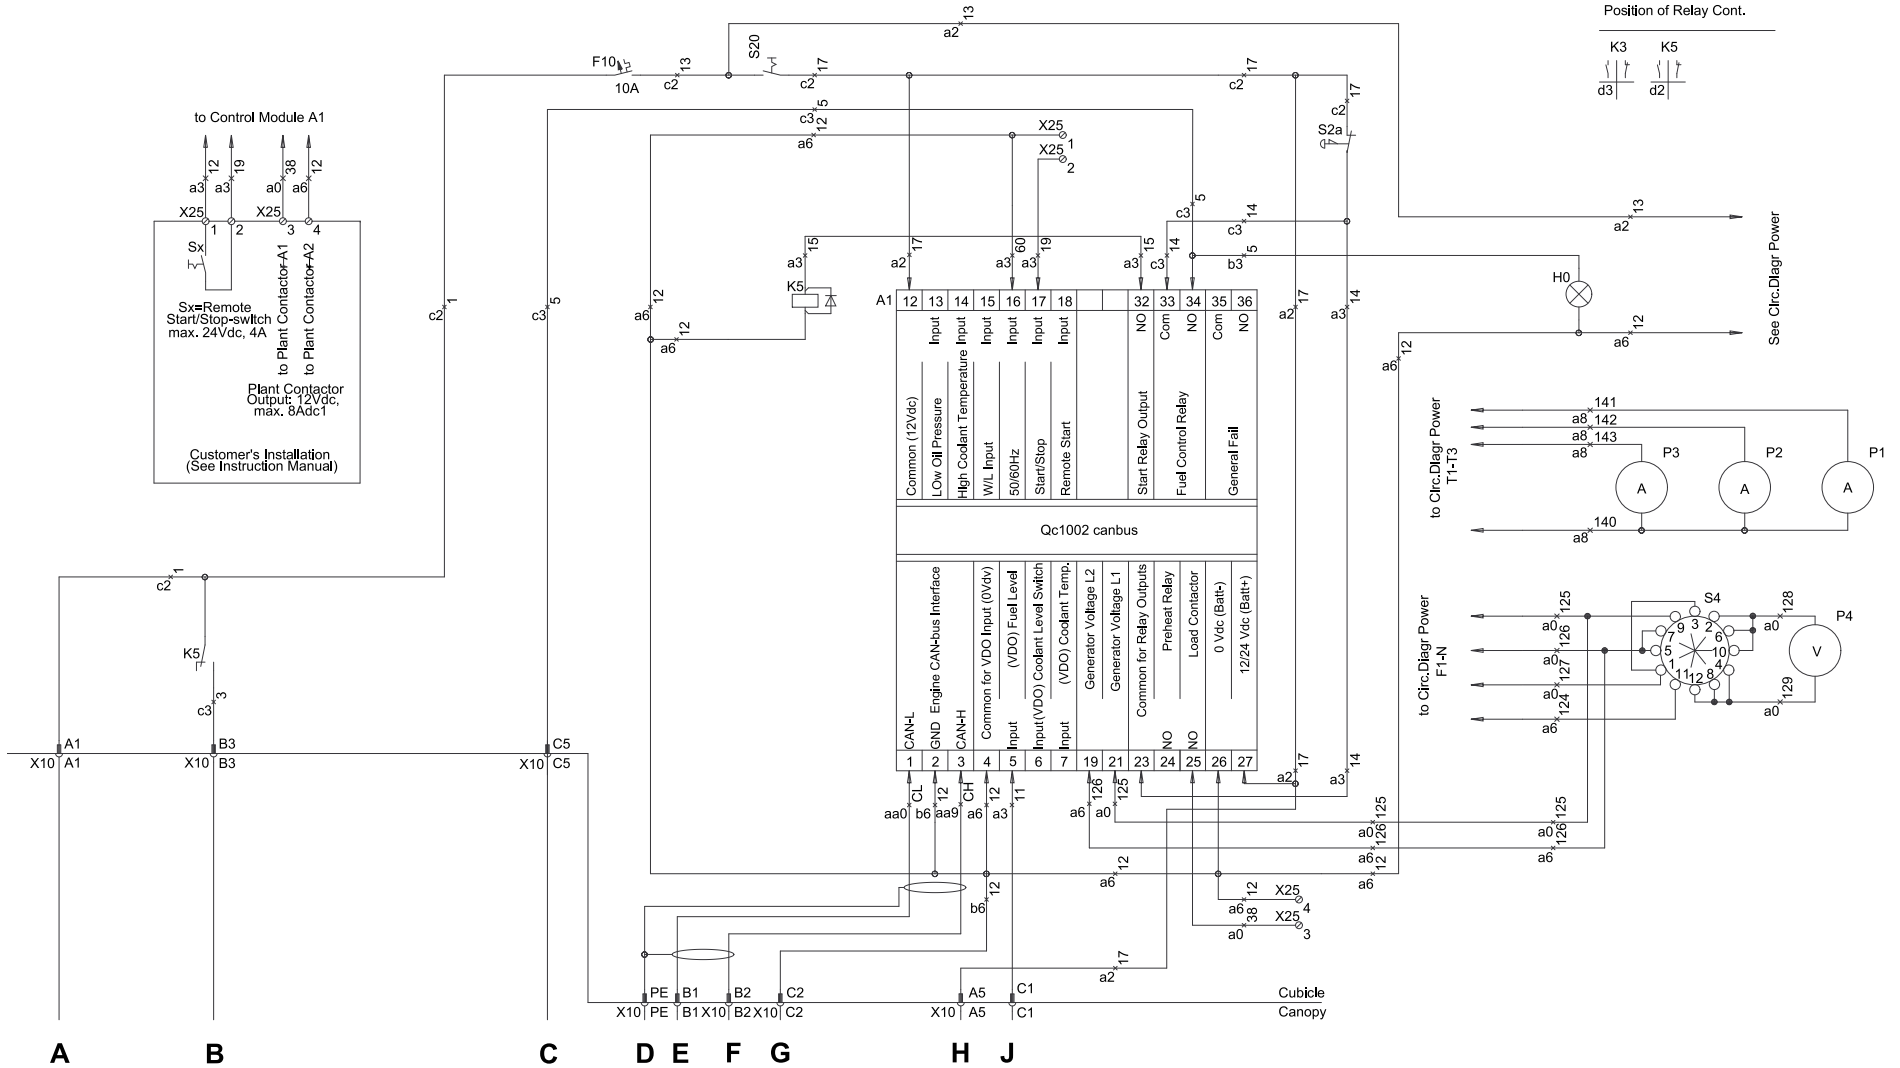 Position of Relay Cont.
K3 K5
d3 d2
F10
10A
c2 13
S20
c2 17
a2 13
c2 17
c2 17
S2a
c3 5
a6 12
X25 1
X25 2
to Control Module A1
a3 12
a3 19
a0 38
a6 12
X25 1 2
X25 3 4
Sx
Sx=Remote
Start/Stop-switch
max. 24Vdc, 4A
to Plant Contactor A1
to Plant Contactor A2
Plant Contactor
Output: 12Vdc,
max. 8Adc1
Customer's Installation
(See Instruction Manual)
c2 1
c3 5
a6 12
a6 12
K5
a3 15
a2 17
a3 60
a3 19
a3 15
c3 14
c3 5
c3 14
b3 5
a2 17
a3 14
H0
a2 13
a6 12
a6 12
See Circ.Diagr Power
A1 12 13 14 15 16 17 18 32 33 34 35 36
Input Input Input Input Input Input NO Com NO Com NO
Common (12Vdc)
LOw Oil Pressure
High Coolant Temperature
W/L Input
50/60Hz
Start/Stop
Remote Start
Start Relay Output
Fuel Control Relay
General Fail
Qc1002 canbus
CAN-L
GND Engine CAN-bus Interface
CAN-H
Common for VDO Input (0Vdv)
Input (VDO) Fuel Level
Input(VDO) Coolant Level Switch
Input (VDO) Coolant Temp.
Generator Voltage L2
Generator Voltage L1
Common for Relay Outputs
NO Preheat Relay
NO Load Contactor
0 Vdc (Batt-)
12/24 Vdc (Batt+)
1 2 3 4 5 6 7 19 21 23 24 25 26 27
aa0 CL
b6 12
aa9 CH
a6 12
a3 11
a6 126
a0 125
a2 17
a3 14
to Circ.Diagr Power
T1-T3
a8 141
a8 142
a8 143
a8 140
P3 P2 P1
A A A
to Circ.Diagr Power
F1-N
a0 125
a0 126
a0 127
a6 124
S4
9 3 2
7 6
5 10
1 4
11 12 8
a0 128
a0 129
P4
V
c2 1
K5
c3 3
A1 B3 C5
X10 A1 X10 B3 X10 C5
a0 125
a6 126
a0 125
a6 126
a6 12
a6 12
b6 12
a6 12 X25 4
a0 38 X25 3
a2 17
PE B1 B2 C2 A5 C1 Cubicle
X10 PE B1 X10 B2 X10 C2 X10 A5 C1 Canopy
A B C D E F G H J